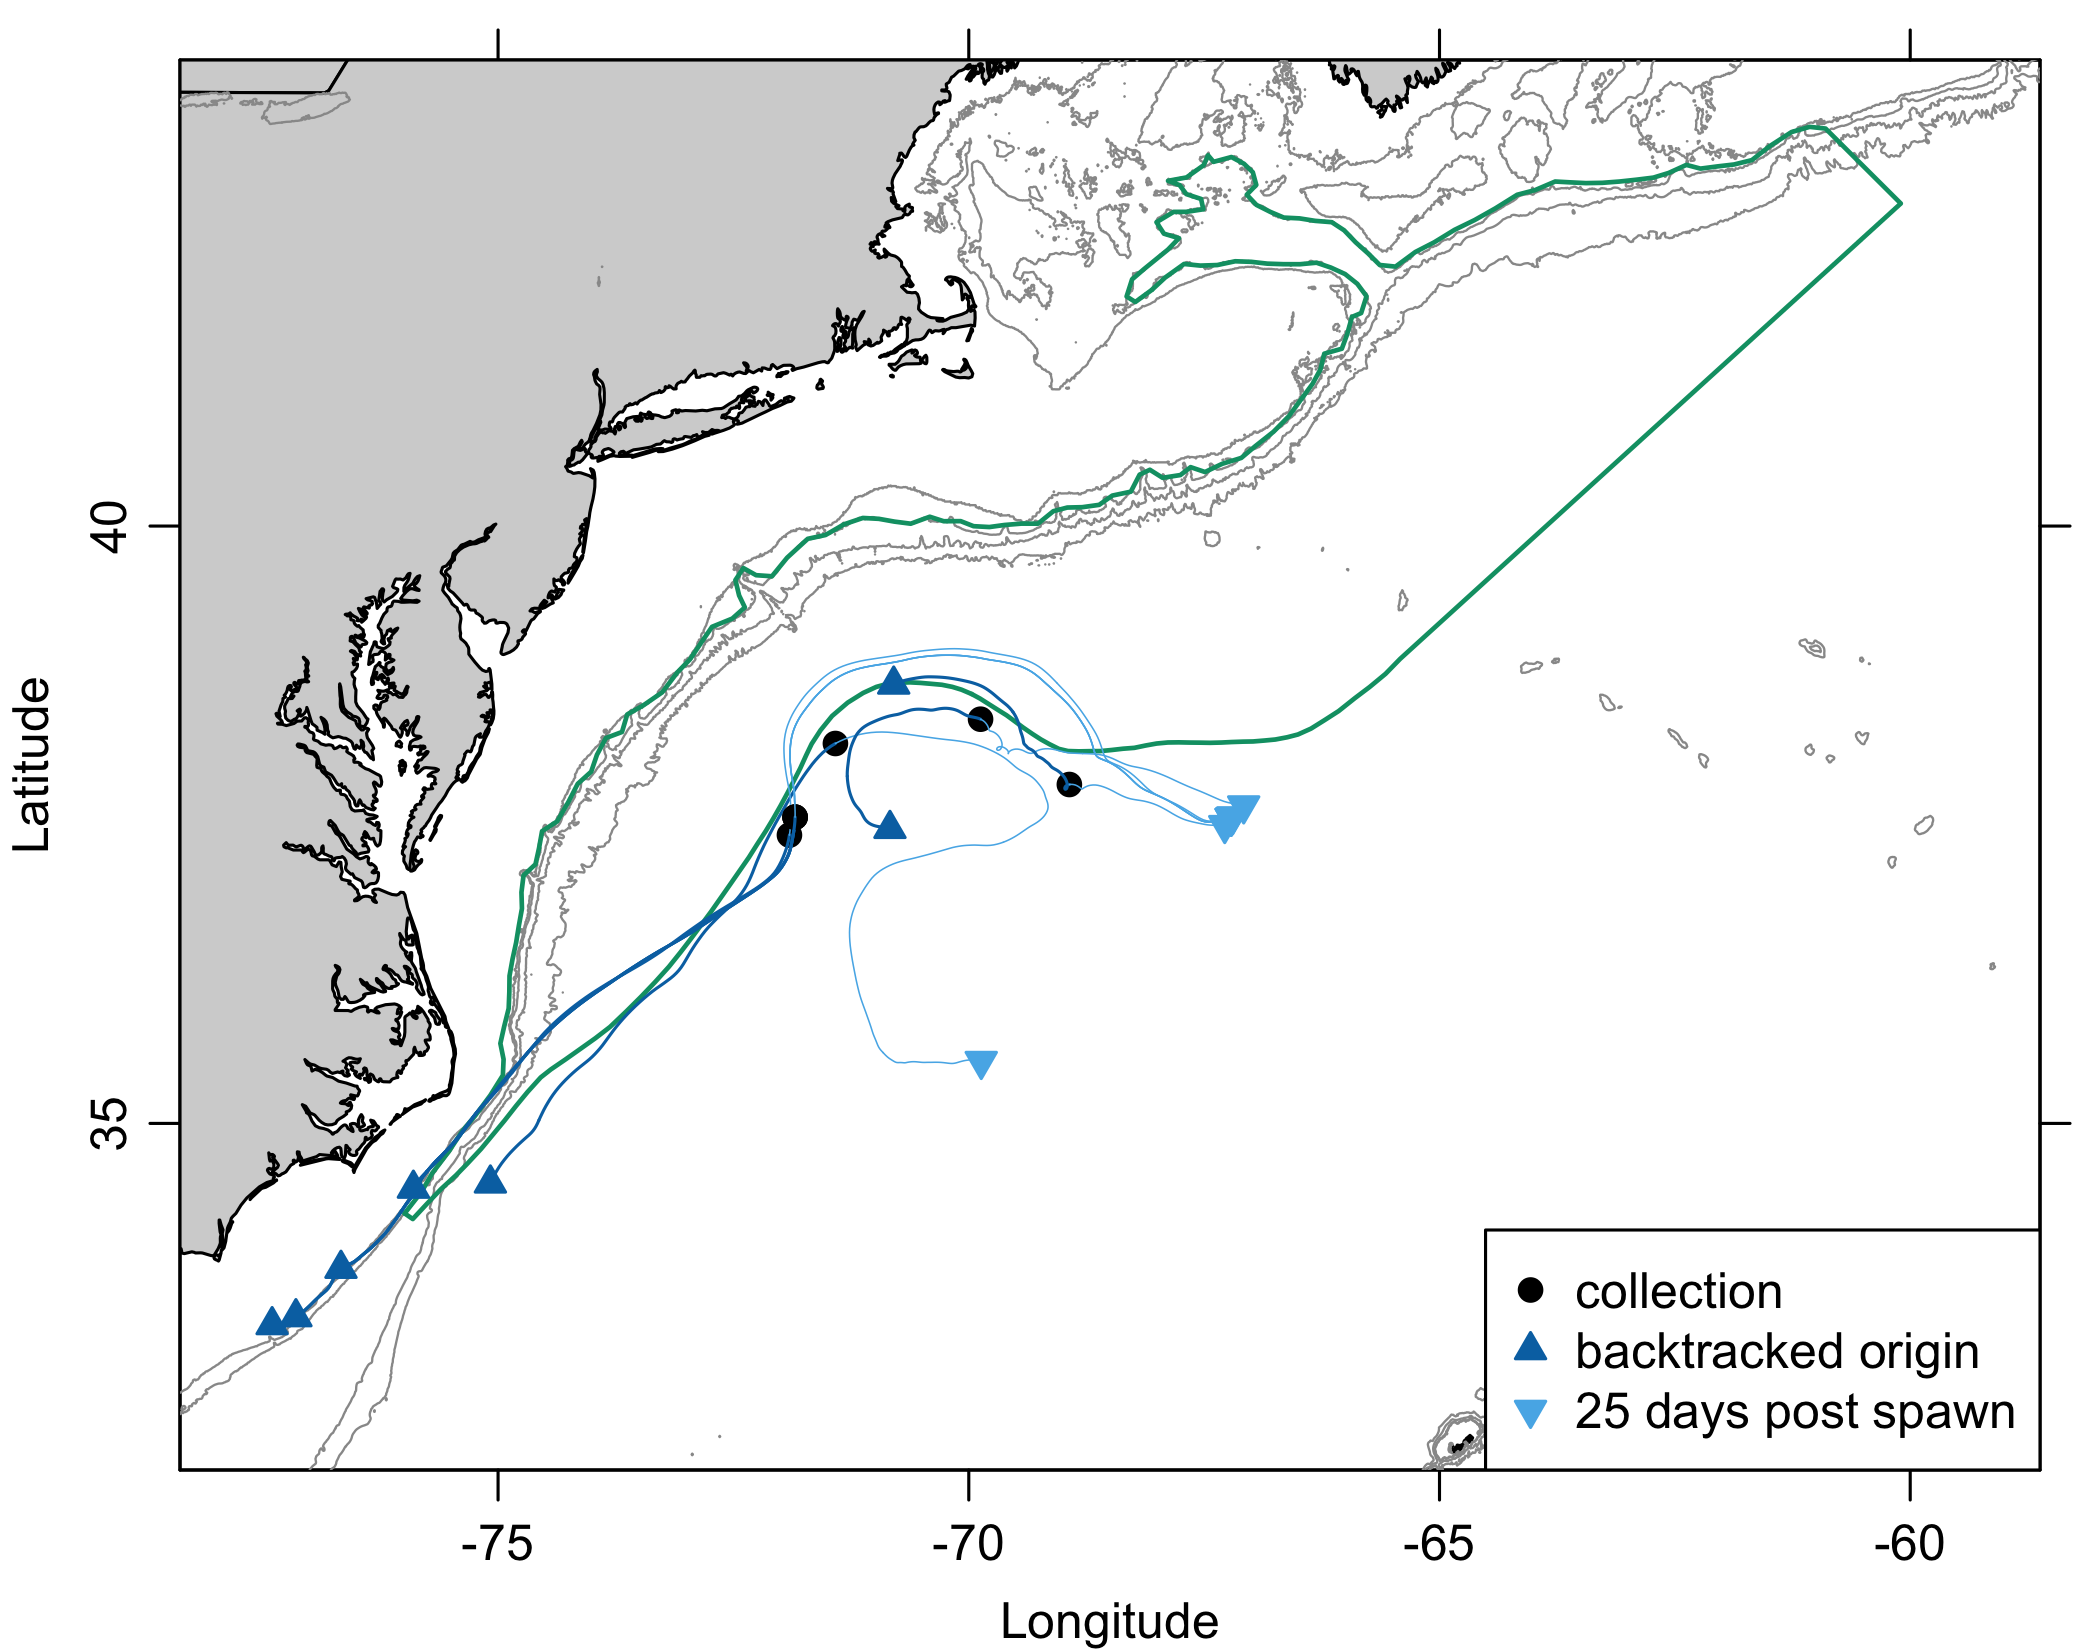 40
35
Latitude
-75
-70
-65
-60
Longitude
collection
backtracked origin
25 days post spawn